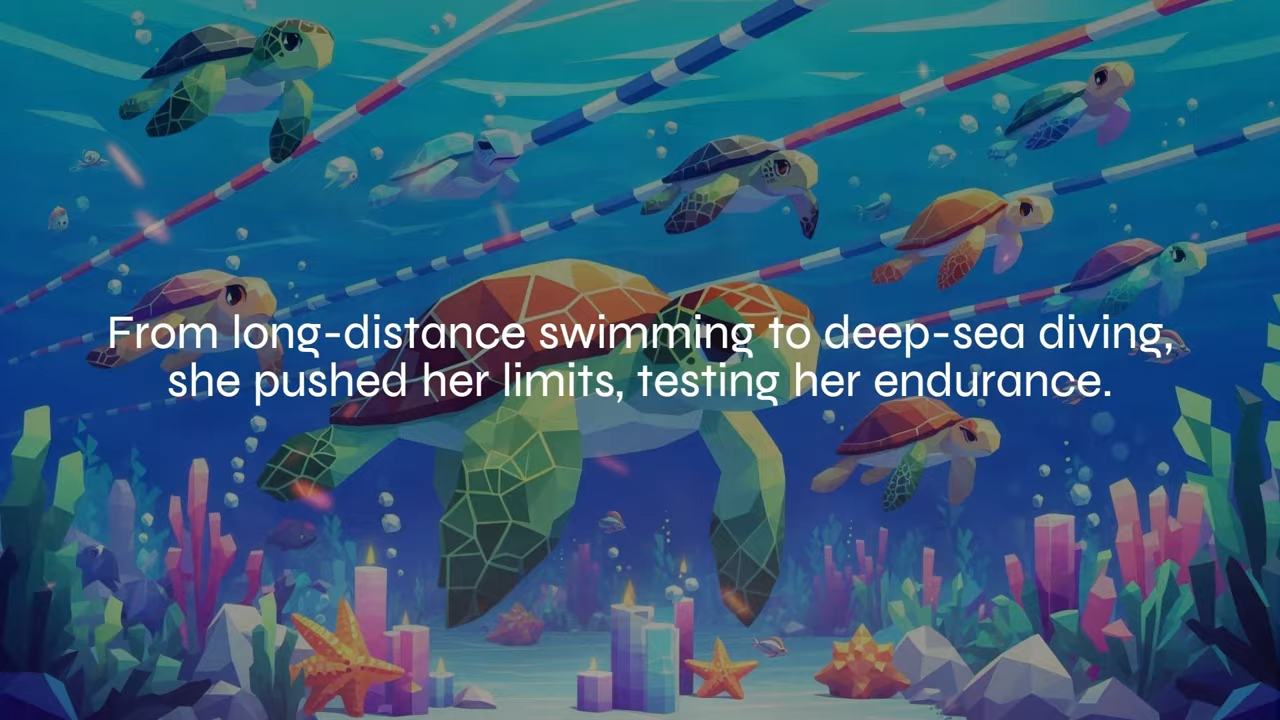 From long-distance swimming to deep-sea diving,
she pushed her limits, testing her endurance.